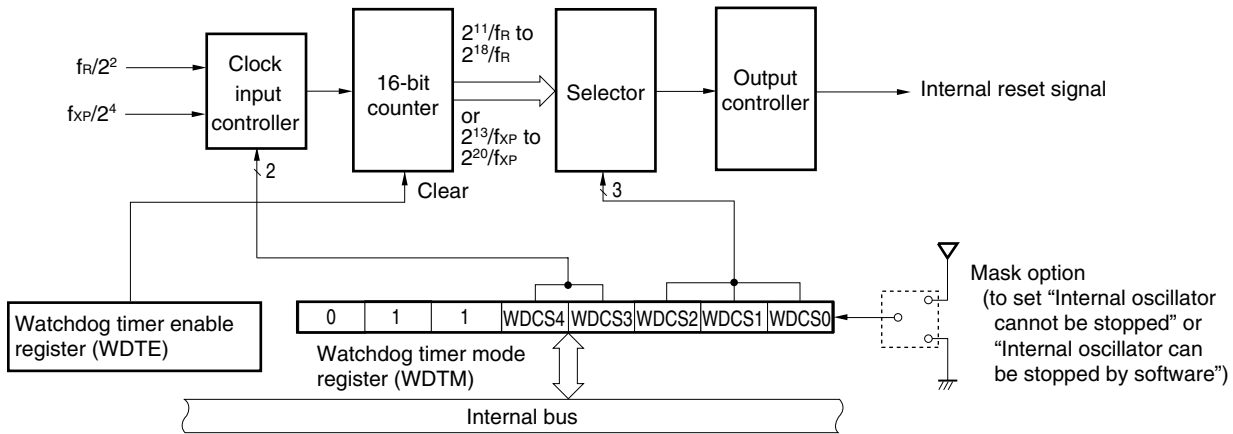 fR/2²
fXP/2⁴
Clock
input
controller
2
16-bit
counter
2¹¹/fR to
2¹⁸/fR
or
2¹³/fXP to
2²⁰/fXP
Clear
Selector
3
Output
controller
Internal reset signal
Watchdog timer enable
register (WDTE)
0 1 1 WDCS4 WDCS3 WDCS2 WDCS1 WDCS0
Watchdog timer mode
register (WDTM)
Mask option
(to set “Internal oscillator
cannot be stopped” or
“Internal oscillator can
be stopped by software”)
Internal bus